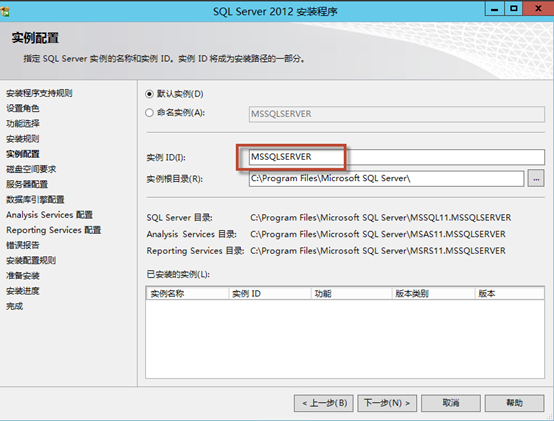 SQL Server 2012 安装程序
实例配置
指定 SQL Server 实例的名称和实例 ID。实例 ID 将成为安装路径的一部分。
安装程序支持规则
设置角色
功能选择
安装规则
实例配置
磁盘空间要求
服务器配置
数据库引擎配置
Analysis Services 配置
Reporting Services 配置
错误报告
安装配置规则
准备安装
安装进度
完成
默认实例(D)
命名实例(A): MSSQLSERVER
实例 ID(I): MSSQLSERVER
实例根目录(R): C:\Program Files\Microsoft SQL Server\ ...
SQL Server 目录: C:\Program Files\Microsoft SQL Server\MSSQL11.MSSQLSERVER
Analysis Services 目录: C:\Program Files\Microsoft SQL Server\MSAS11.MSSQLSERVER
Reporting Services 目录: C:\Program Files\Microsoft SQL Server\MSRS11.MSSQLSERVER
已安装的实例(L):
实例名称 实例 ID 功能 版本类别 版本
< 上一步(B) 下一步(N) > 取消 帮助